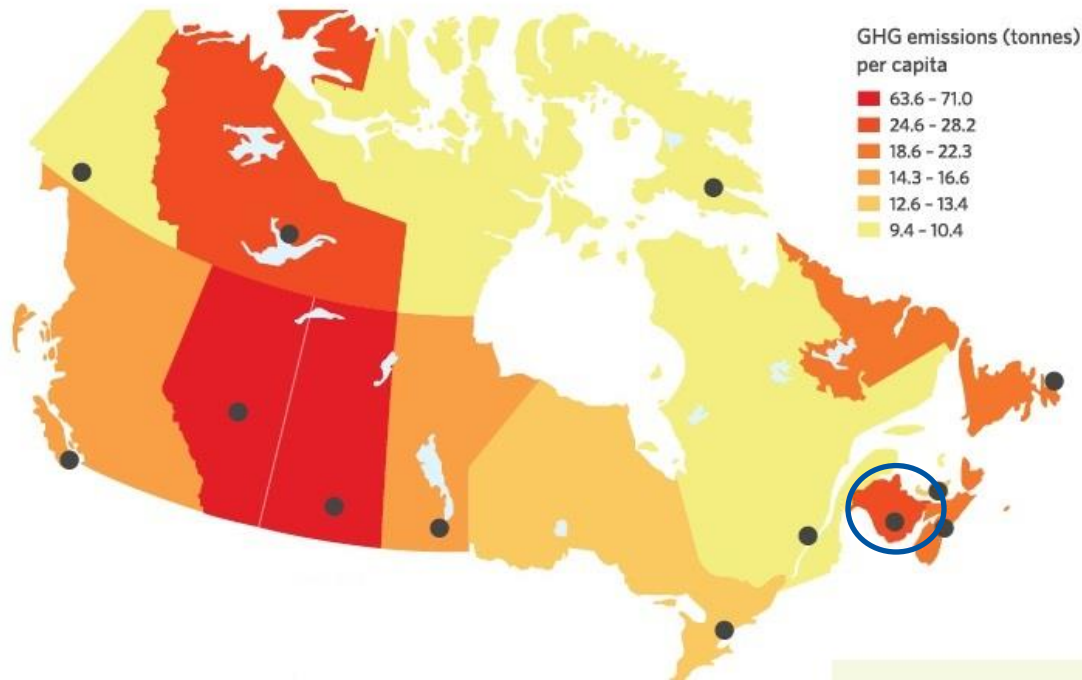 GHG emissions (tonnes)
per capita
63.6 – 71.0
24.6 – 28.2
18.6 – 22.3
14.3 – 16.6
12.6 – 13.4
9.4 – 10.4